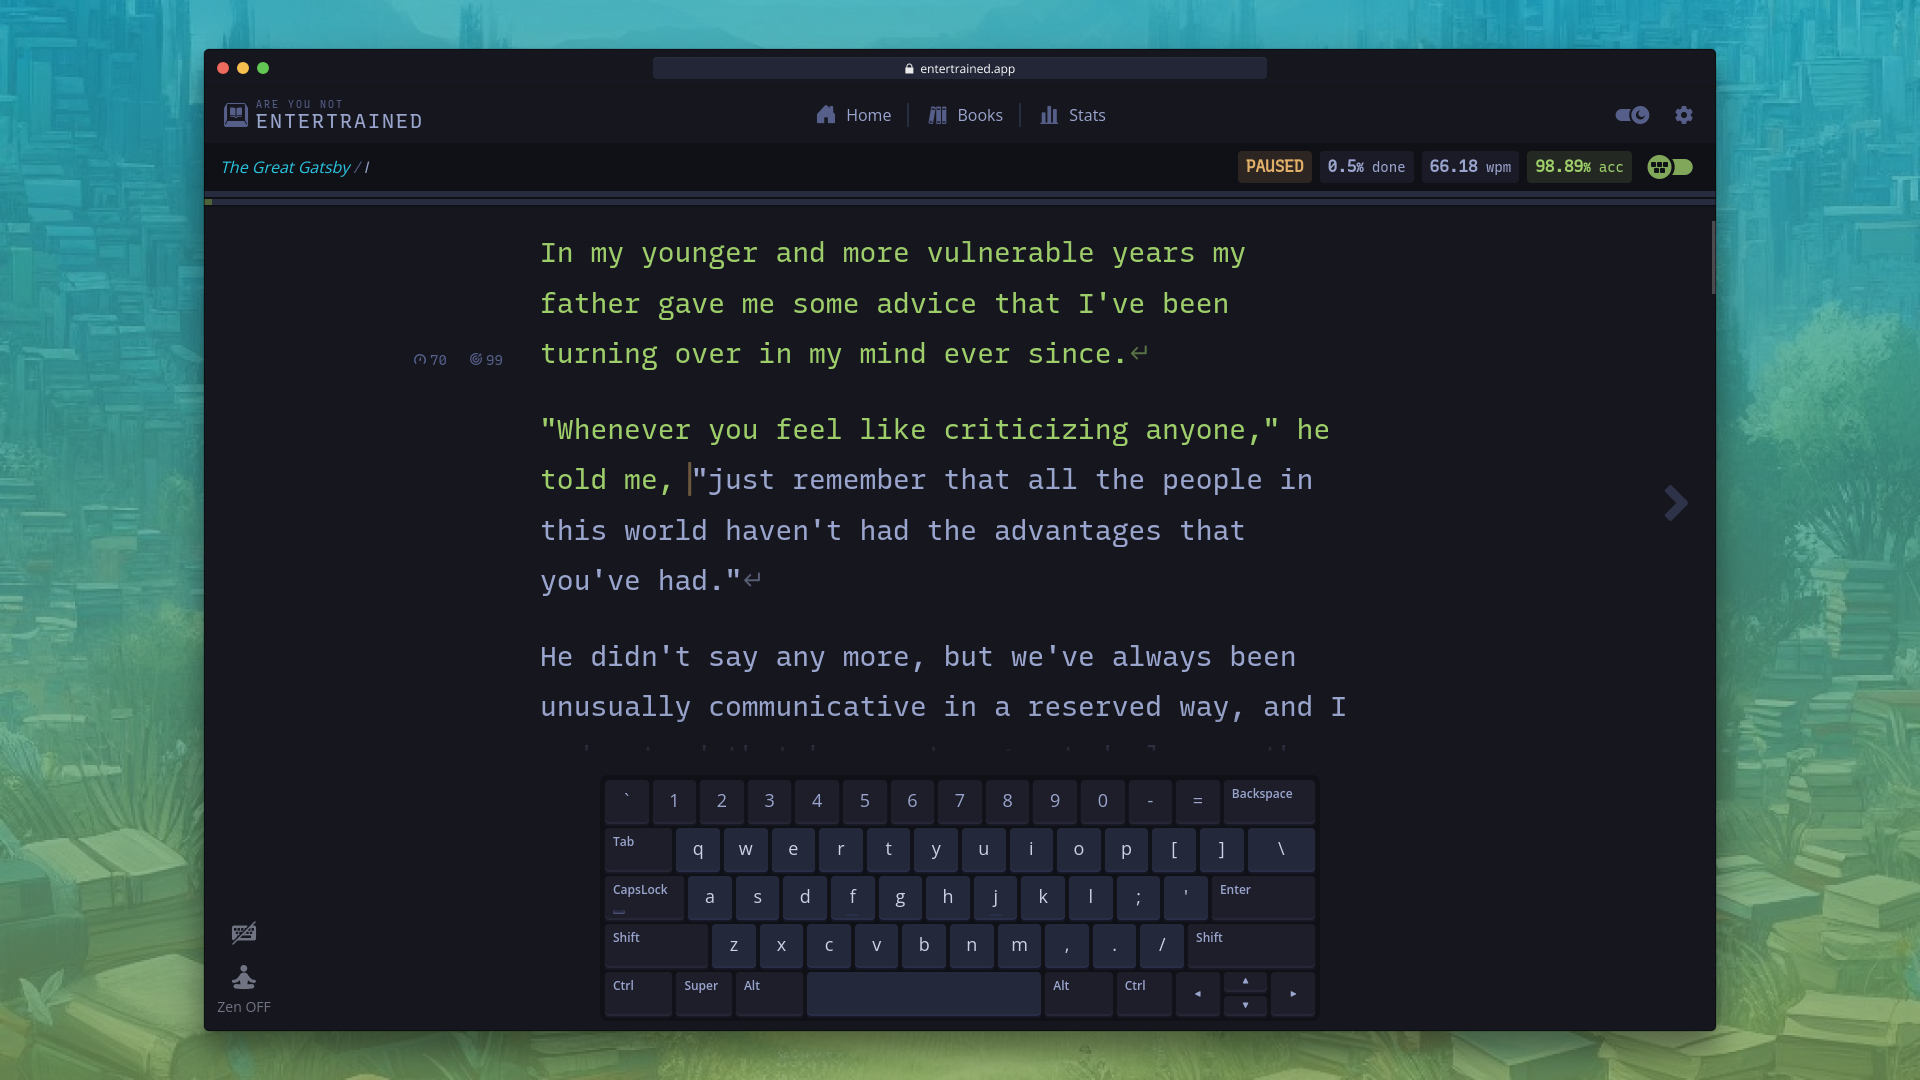 entertrained.app
ARE YOU NOT
ENTERTRAINED
Home
Books
Stats
The Great Gatsby / I
PAUSED
0.5% done
66.18 wpm
98.89% acc
In my younger and more vulnerable years my
father gave me some advice that I've been
70 99
turning over in my mind ever since.↵
"Whenever you feel like criticizing anyone," he
told me, "just remember that all the people in
this world haven't had the advantages that
you've had."↵
He didn't say any more, but we've always been
unusually communicative in a reserved way, and I
` 1 2 3 4 5 6 7 8 9 0 - = Backspace
Tab q w e r t y u i o p [ ] \
CapsLock a s d f g h j k l ; ' Enter
Shift z x c v b n m , . / Shift
Ctrl Super Alt Alt Ctrl ◂ ▴ ▾ ▸
Zen OFF